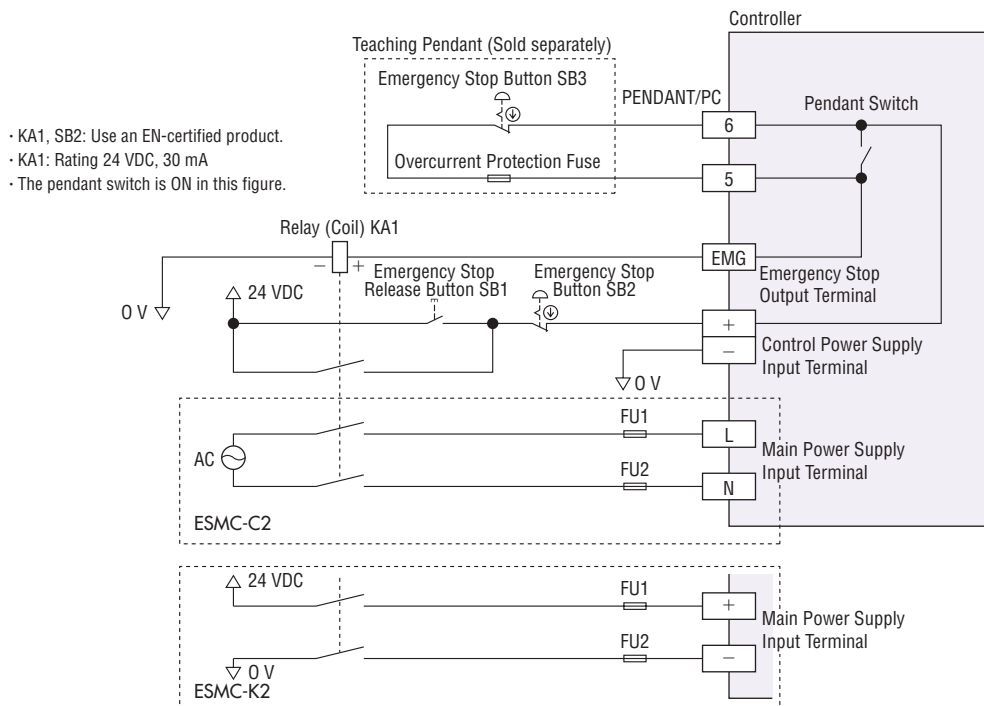 Controller
Teaching Pendant (Sold separately)
Emergency Stop Button SB3
PENDANT/PC
Pendant Switch
6
· KA1, SB2: Use an EN-certified product.
· KA1: Rating 24 VDC, 30 mA
· The pendant switch is ON in this figure.
Overcurrent Protection Fuse
5
Relay (Coil) KA1
− +
EMG
Emergency Stop
Output Terminal
Emergency Stop
Release Button SB1
Emergency Stop
Button SB2
24 VDC
0 V
+
−
Control Power Supply
Input Terminal
0 V
FU1
L
AC
Main Power Supply
Input Terminal
FU2
N
ESMC-C2
24 VDC
FU1
+
Main Power Supply
Input Terminal
FU2
−
0 V
ESMC-K2